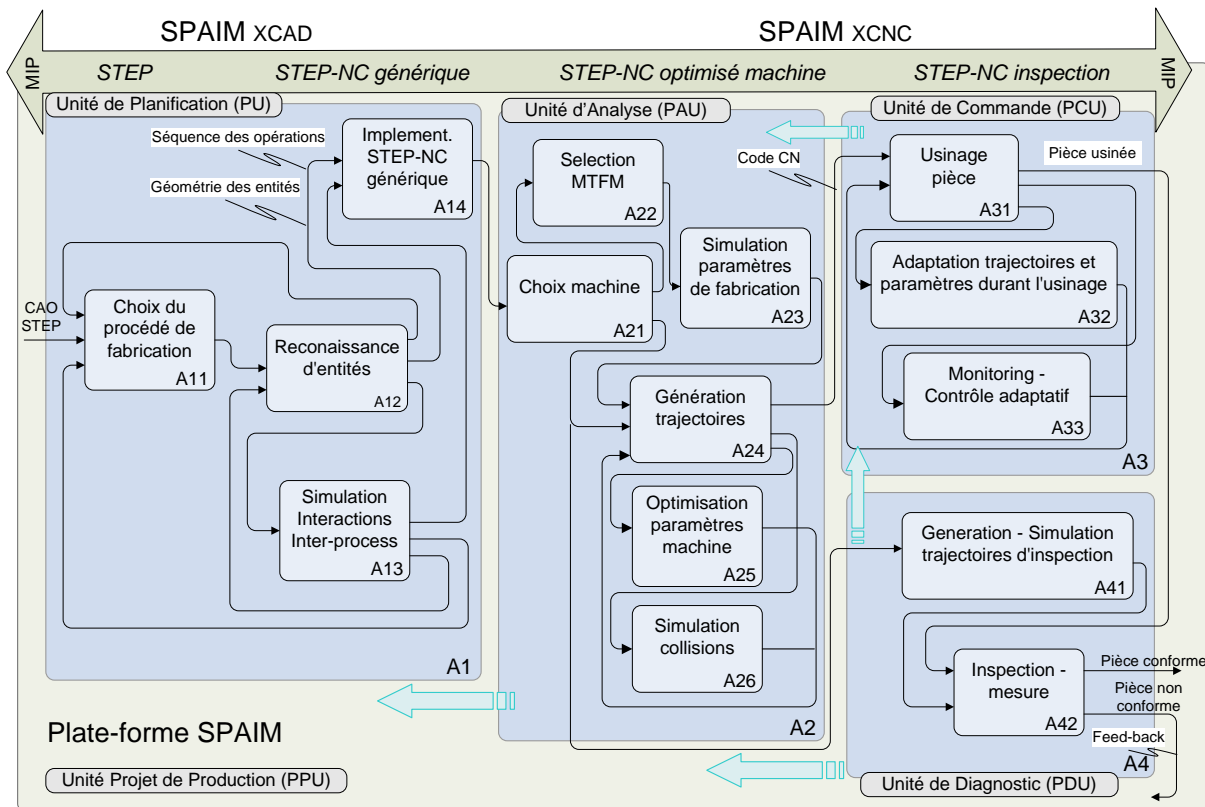 SPAIM XCAD
SPAIM XCNC
MIP
STEP
STEP-NC générique
STEP-NC optimisé machine
STEP-NC inspection
MIP
Unité de Planification (PU)
Séquence des opérations
Géométrie des entités
Implement.
STEP-NC
générique
A14
CAO
STEP
Choix du
procédé de
fabrication
A11
Reconaissance
d'entités
A12
Simulation
Interactions
Inter-process
A13
A1
Unité d'Analyse (PAU)
Selection
MTFM
A22
Choix machine
A21
Simulation
paramètres
de fabrication
A23
Génération
trajectoires
A24
Optimisation
paramètres
machine
A25
Simulation
collisions
A26
A2
Unité de Commande (PCU)
Code CN
Usinage
pièce
A31
Pièce usinée
Adaptation trajectoires et
paramètres durant l'usinage
A32
Monitoring -
Contrôle adaptatif
A33
A3
Generation - Simulation
trajectoires d'inspection
A41
Inspection -
mesure
A42
Pièce conforme
Pièce non
conforme
Feed-back
A4
Unité de Diagnostic (PDU)
Plate-forme SPAIM
Unité Projet de Production (PPU)